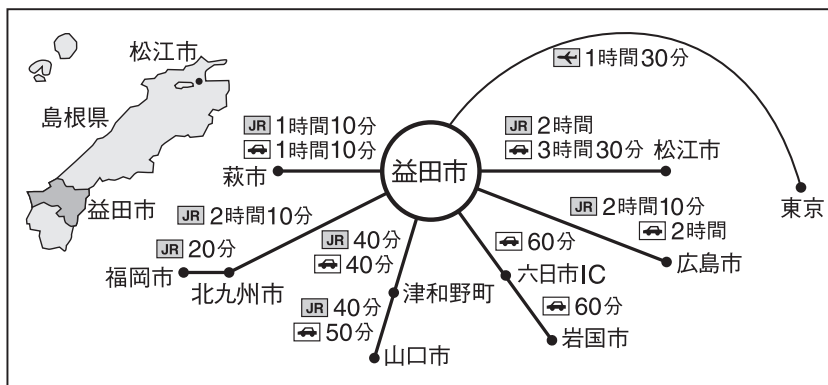 松江市
島根県
益田市
1時間30分
JR 1時間10分
1時間10分
萩市
益田市
JR 2時間
3時間30分
松江市
東京
JR 2時間10分
JR 20分
福岡市
北九州市
JR 40分
40分
津和野町
JR 40分
50分
山口市
60分
六日市IC
60分
岩国市
JR 2時間10分
2時間
広島市